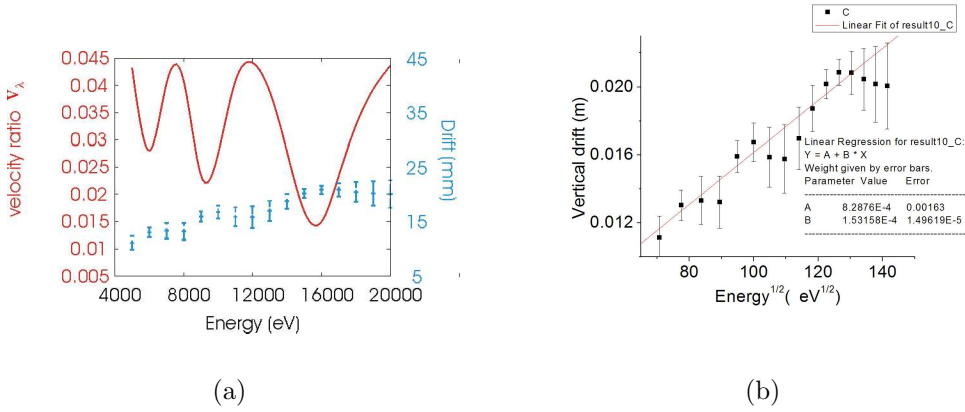 0.045
0.04
0.035
0.03
0.025
0.02
0.015
0.01
0.005
velocity ratio Vλ
45
35
25
15
5
Drift (mm)
4000 8000 12000 16000 20000
Energy (eV)
(a)
C
Linear Fit of result10_C
0.020
0.016
0.012
Vertical drift (m)
Linear Regression for result10_C:
Y = A + B * X
Weight given by error bars.
Parameter Value Error
------------------------------------------------------------
A 8.2876E-4 0.00163
B 1.53158E-4 1.49619E-5
------------------------------------------------------------
80 100 120 140
Energy^1/2( eV^1/2)
(b)